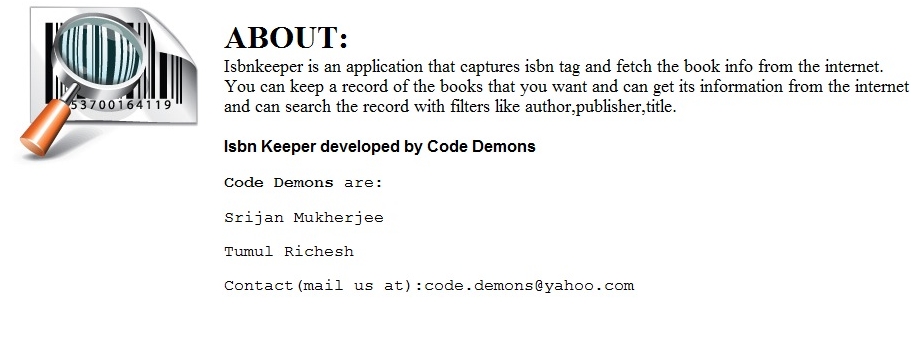 53700164119
ABOUT:
Isbnkeeper is an application that captures isbn tag and fetch the book info from the internet.
You can keep a record of the books that you want and can get its information from the internet
and can search the record with filters like author,publisher,title.
Isbn Keeper developed by Code Demons
Code Demons are:
Srijan Mukherjee
Tumul Richesh
Contact(mail us at):code.demons@yahoo.com